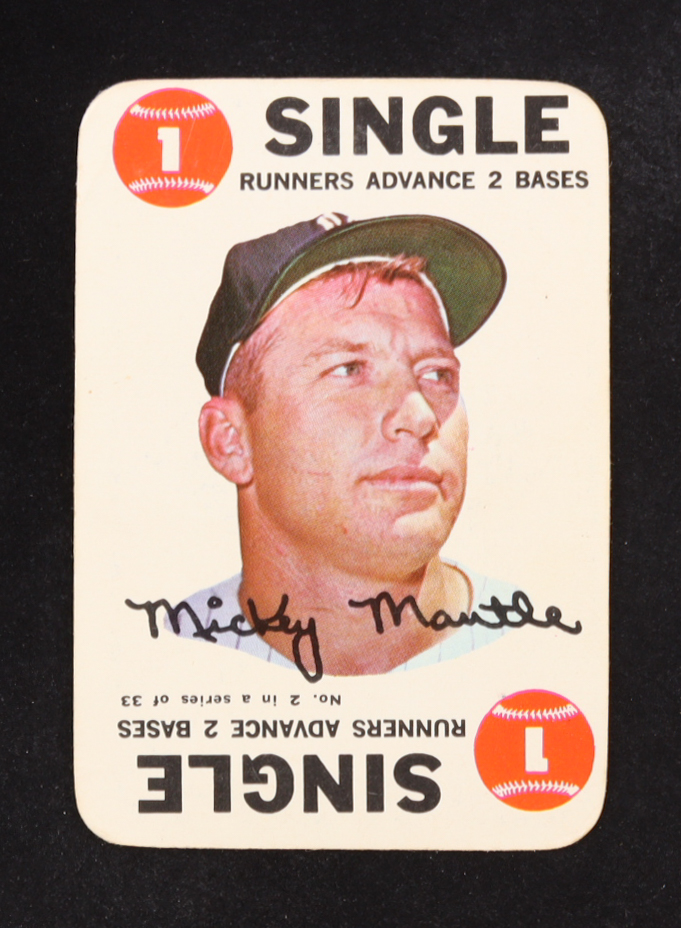 1
SINGLE
RUNNERS ADVANCE 2 BASES
Mickey Mantle
No. 2 in a series of 33
RUNNERS ADVANCE 2 BASES
SINGLE
1